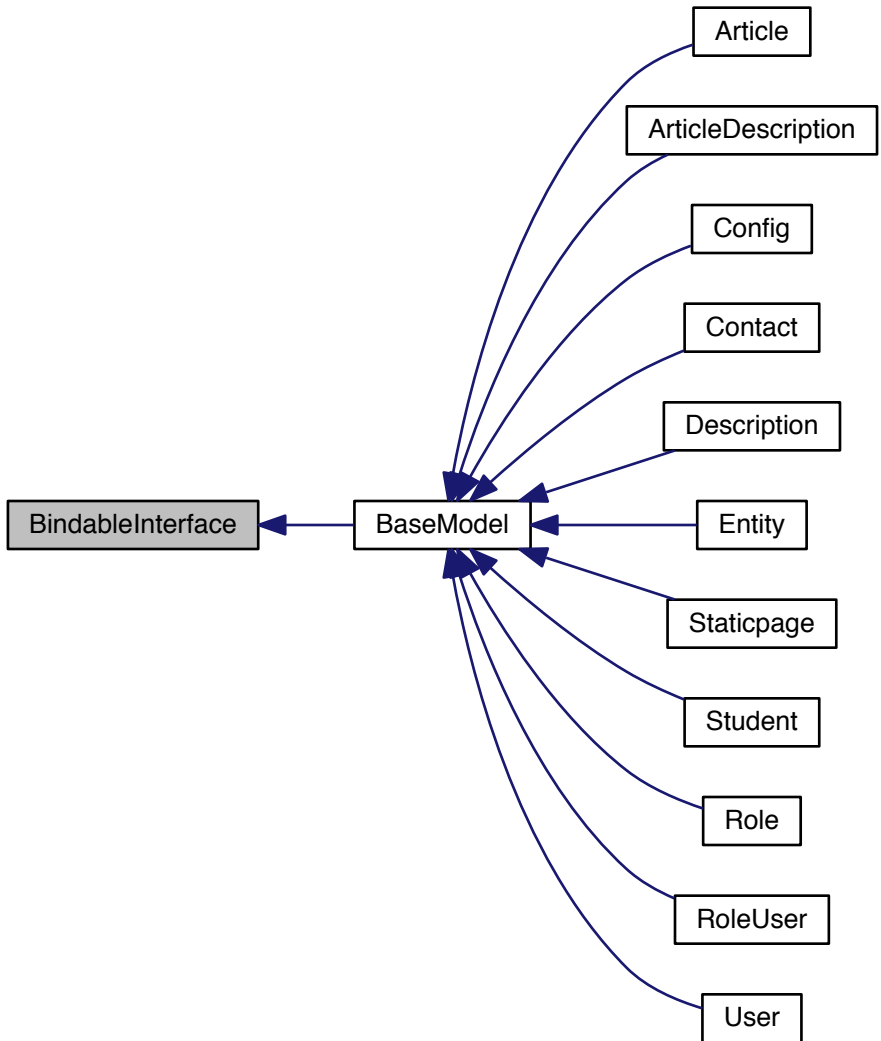 Article
ArticleDescription
Config
Contact
Description
BindableInterface
BaseModel
Entity
Staticpage
Student
Role
RoleUser
User